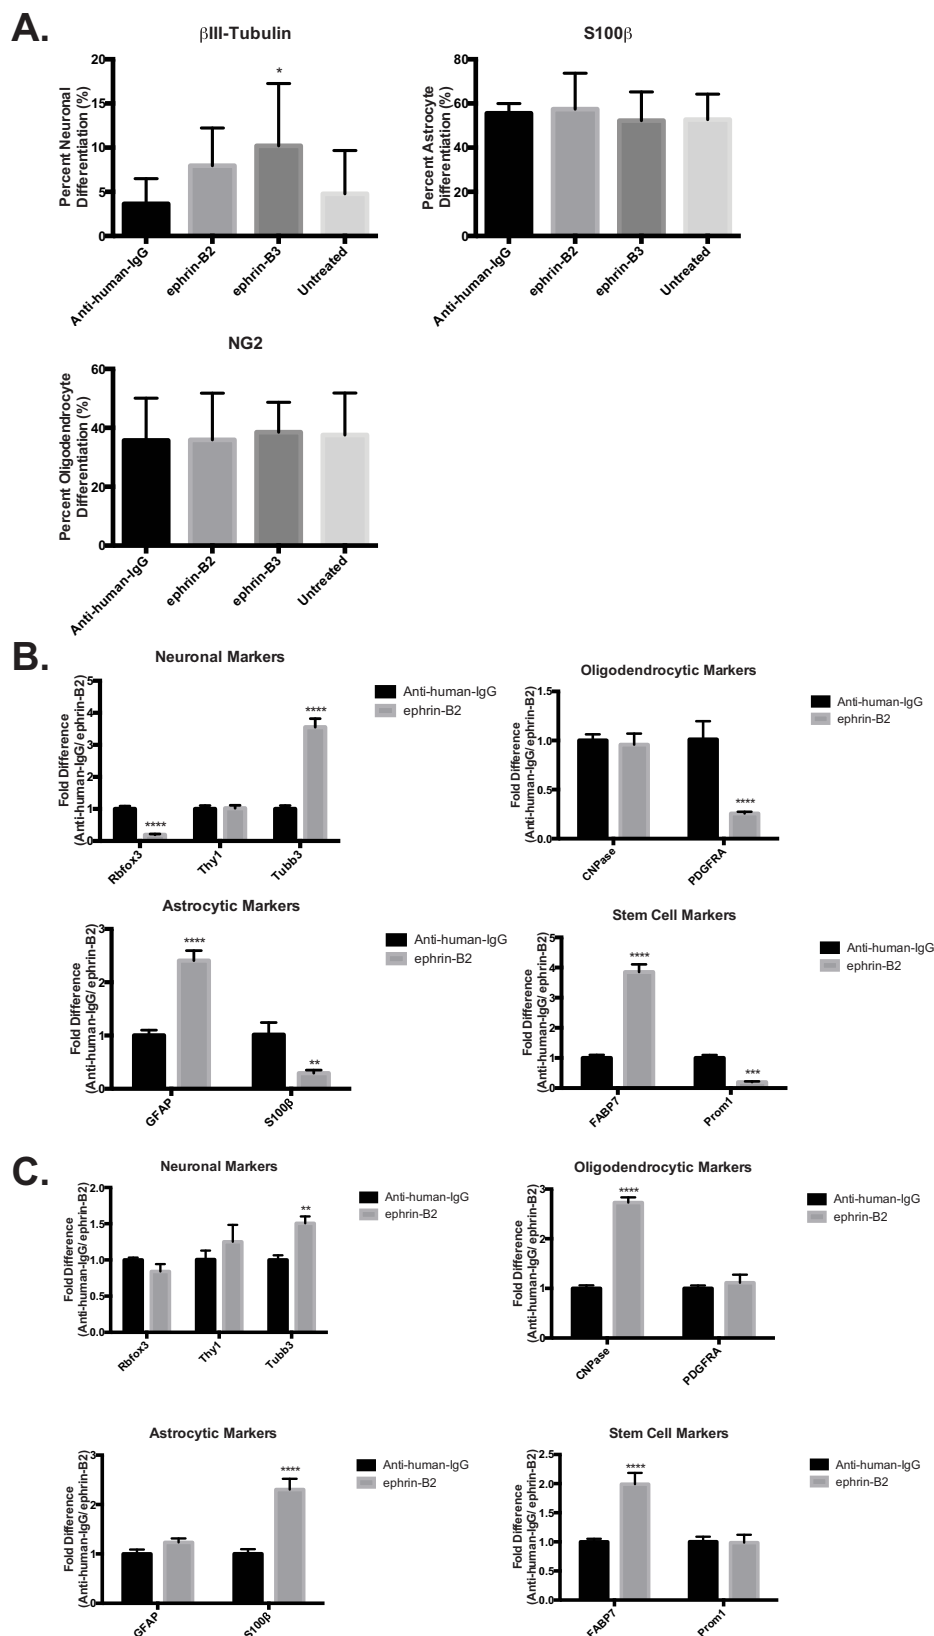 A.
βIII-Tubulin
Percent Neuronal
Differentiation (%)
20
15
10
5
0
*
Anti-human-IgG
ephrin-B2
ephrin-B3
Untreated
S100β
Percent Astrocyte
Differentiation (%)
80
60
40
20
0
Anti-human-IgG
ephrin-B2
ephrin-B3
Untreated
NG2
Percent Oligodendrocyte
Differentiation (%)
60
40
20
0
Anti-human-IgG
ephrin-B2
ephrin-B3
Untreated
B.
Neuronal Markers
Fold Difference
(Anti-human-IgG/ ephrin-B2)
5
4
3
2
1
0
****
****
Rbfox3
Thy1
Tubb3
Anti-human-IgG
ephrin-B2
Oligodendrocytic Markers
Fold Difference
(Anti-human-IgG/ ephrin-B2)
1.5
1.0
0.5
0.0
****
CNPase
PDGFRA
Anti-human-IgG
ephrin-B2
Astrocytic Markers
Fold Difference
(Anti-human-IgG/ ephrin-B2)
3
2
1
0
****
**
GFAP
S100β
Anti-human-IgG
ephrin-B2
Stem Cell Markers
Fold Difference
(Anti-human-IgG/ ephrin-B2)
5
4
3
2
1
0
****
***
FABP7
Prom1
Anti-human-IgG
ephrin-B2
C.
Neuronal Markers
Fold Difference
(Anti-human-IgG/ ephrin-B2)
2.0
1.5
1.0
0.5
0.0
**
Rbfox3
Thy1
Tubb3
Anti-human-IgG
ephrin-B2
Oligodendrocytic Markers
Fold Difference
(Anti-human-IgG/ ephrin-B2)
3
2
1
0
****
CNPase
PDGFRA
Anti-human-IgG
ephrin-B2
Astrocytic Markers
Fold Difference
(Anti-human-IgG/ ephrin-B2)
3
2
1
0
****
GFAP
S100β
Anti-human-IgG
ephrin-B2
Stem Cell Markers
Fold Difference
(Anti-human-IgG/ ephrin-B2)
2.5
2.0
1.5
1.0
0.5
0.0
****
FABP7
Prom1
Anti-human-IgG
ephrin-B2